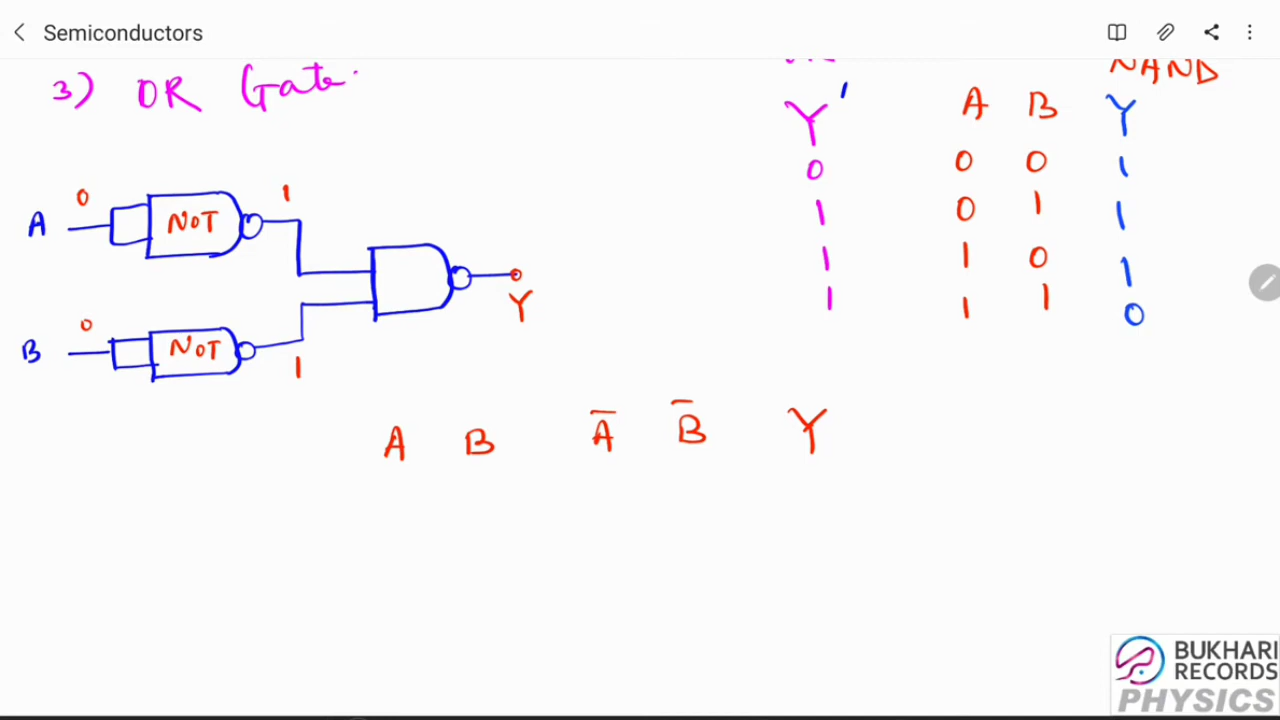 Semiconductors
3) OR Gate.
NAND
Y A B Y
0 0 0 1
1 0 1 1
1 1 0 1
1 1 1 0
0 1
A NOT
Y
0
B NOT
1
A B A̅ B̅ Y
BUKHARI
RECORDS
PHYSICS